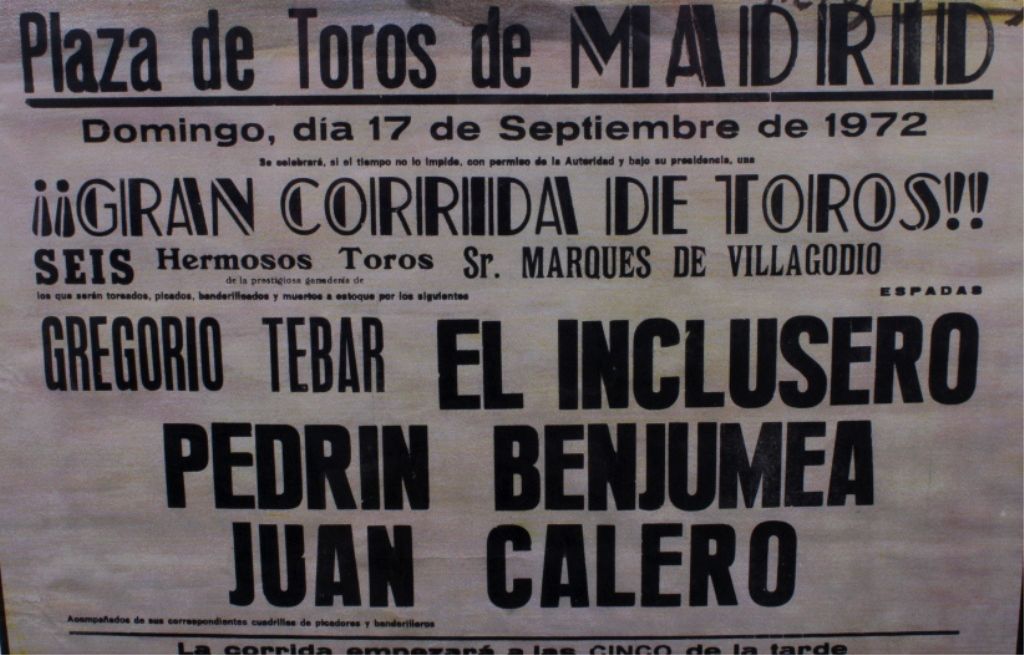 Plaza de Toros de MADRID
Domingo, día 17 de Septiembre de 1972
Se celebrará, si el tiempo no lo impide, con permiso de la Autoridad y bajo su presidencia, una
¡¡GRAN CORRIDA DE TOROS!!
SEIS Hermosos Toros Sr. MARQUES DE VILLAGODIO
de la prestigiosa ganadería de
los que serán toreados, picados, banderilleados y muertos a estoque por los siguientes
ESPADAS
GREGORIO TEBAR EL INCLUSERO
PEDRIN BENJUMEA
JUAN CALERO
Acompañados de sus correspondientes cuadrillas de picadores y banderilleros
La corrida empezará a las CINCO de la tarde